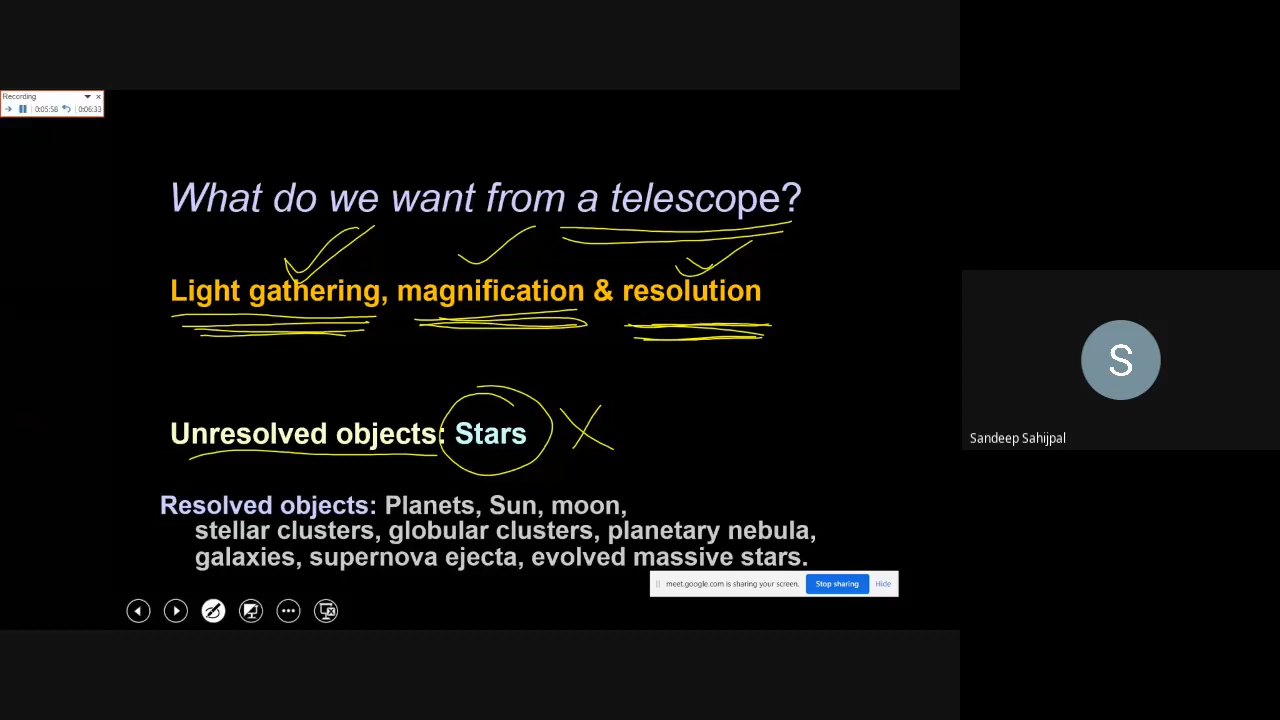 Recording
0:05:58 0:06:33
What do we want from a telescope?
Light gathering, magnification & resolution
Unresolved objects: Stars
Resolved objects: Planets, Sun, moon,
stellar clusters, globular clusters, planetary nebula,
galaxies, supernova ejecta, evolved massive stars.
meet.google.com is sharing your screen. Stop sharing Hide
S
Sandeep Sahijpal